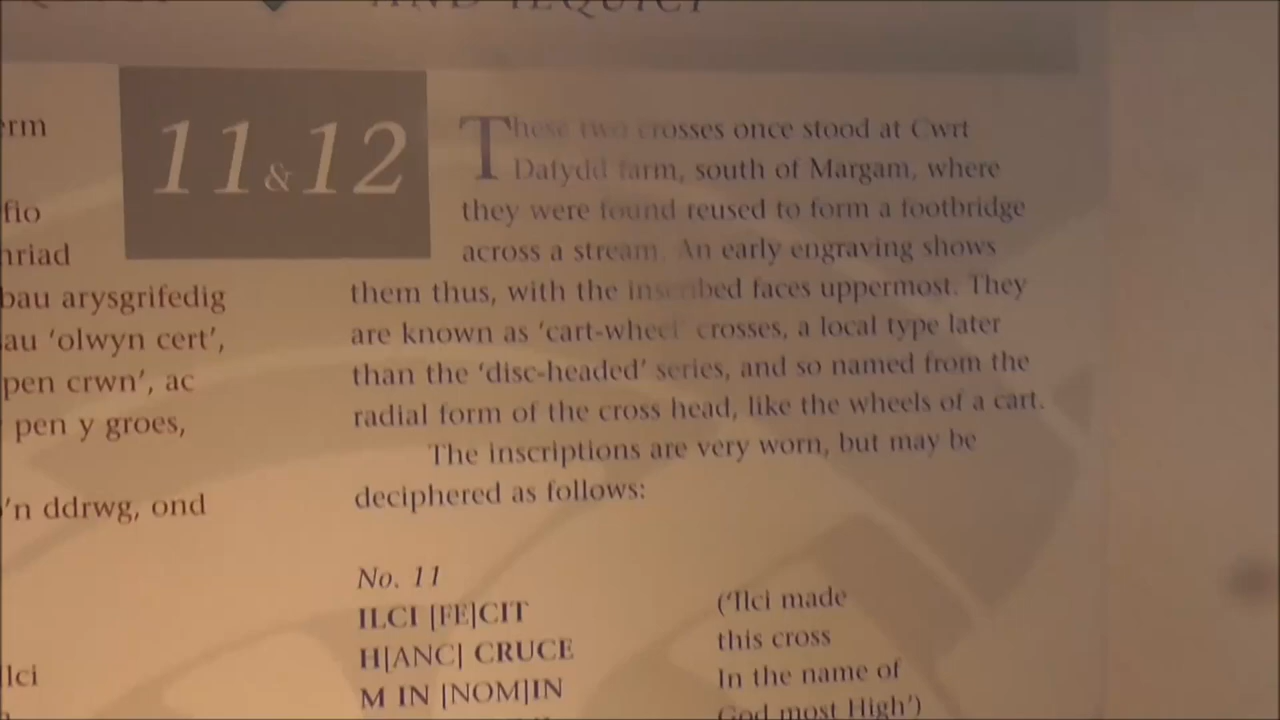 AND TEQUICI
11 & 12
These two crosses once stood at Cwrt
Dafydd farm, south of Margam, where
they were found reused to form a footbridge
across a stream. An early engraving shows
them thus, with the inscribed faces uppermost. They
are known as 'cart-wheel' crosses, a local type later
than the 'disc-headed' series, and so named from the
radial form of the cross head, like the wheels of a cart.
The inscriptions are very worn, but may be
deciphered as follows:
No. 11
ILCI [FE]CIT
H[ANC] CRUCE
M IN [NOM]IN
('Ilci made
this cross
In the name of
God most High')
erm
fio
hriad
bau arysgrifedig
au 'olwyn cert',
pen crwn', ac
pen y groes,
'n ddrwg, ond
Ilci